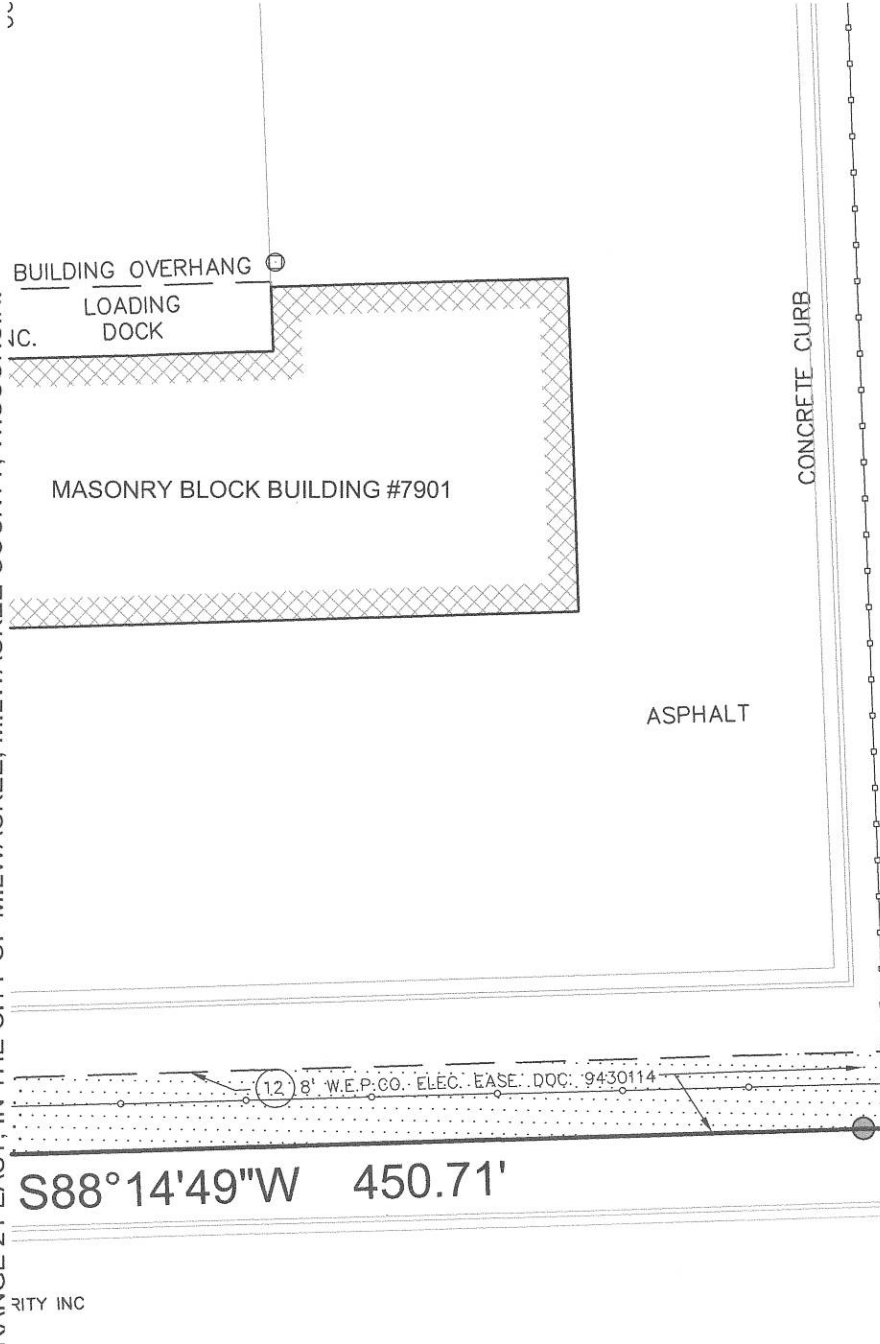 BUILDING OVERHANG
LOADING
DOCK
NC.
CONCRETE CURB
MASONRY BLOCK BUILDING #7901
ASPHALT
12 8' W.E.P.CO. ELEC. EASE. DOC. 9430114
S88°14'49"W 450.71'
RITY INC